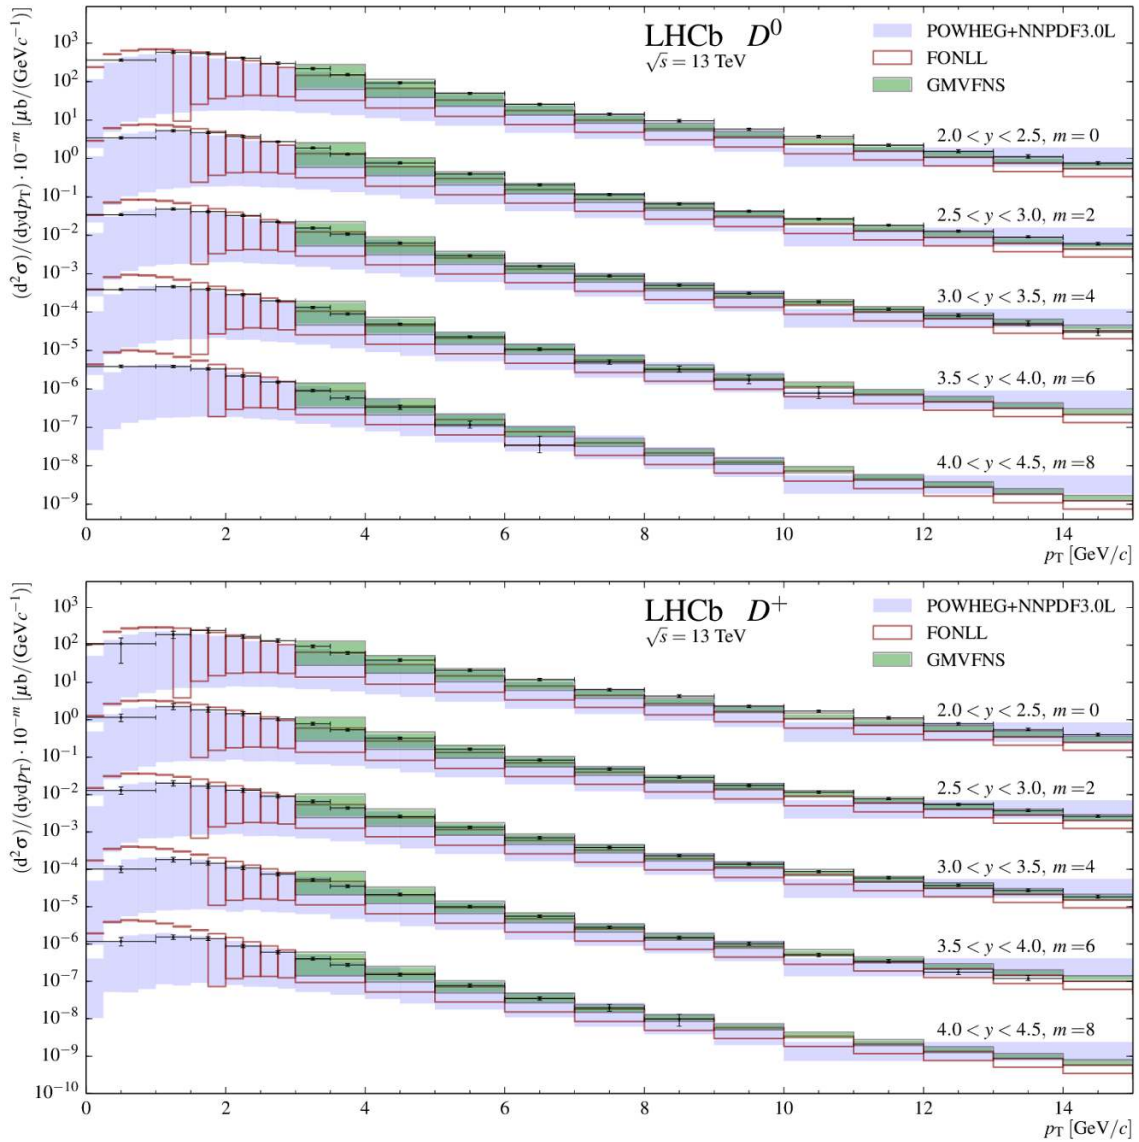 LHCb D⁰
√s = 13 TeV
POWHEG+NNPDF3.0L
FONLL
GMVFNS
(d²σ)/(dydp_T) · 10⁻ᵐ [μb/(GeVc⁻¹)]
10³
10²
10¹
10⁰
10⁻¹
10⁻²
10⁻³
10⁻⁴
10⁻⁵
10⁻⁶
10⁻⁷
10⁻⁸
10⁻⁹
2.0 < y < 2.5, m = 0
2.5 < y < 3.0, m = 2
3.0 < y < 3.5, m = 4
3.5 < y < 4.0, m = 6
4.0 < y < 4.5, m = 8
0 2 4 6 8 10 12 14
p_T [GeV/c]
LHCb D⁺
√s = 13 TeV
POWHEG+NNPDF3.0L
FONLL
GMVFNS
(d²σ)/(dydp_T) · 10⁻ᵐ [μb/(GeVc⁻¹)]
10³
10²
10¹
10⁰
10⁻¹
10⁻²
10⁻³
10⁻⁴
10⁻⁵
10⁻⁶
10⁻⁷
10⁻⁸
10⁻⁹
10⁻¹⁰
2.0 < y < 2.5, m = 0
2.5 < y < 3.0, m = 2
3.0 < y < 3.5, m = 4
3.5 < y < 4.0, m = 6
4.0 < y < 4.5, m = 8
0 2 4 6 8 10 12 14
p_T [GeV/c]